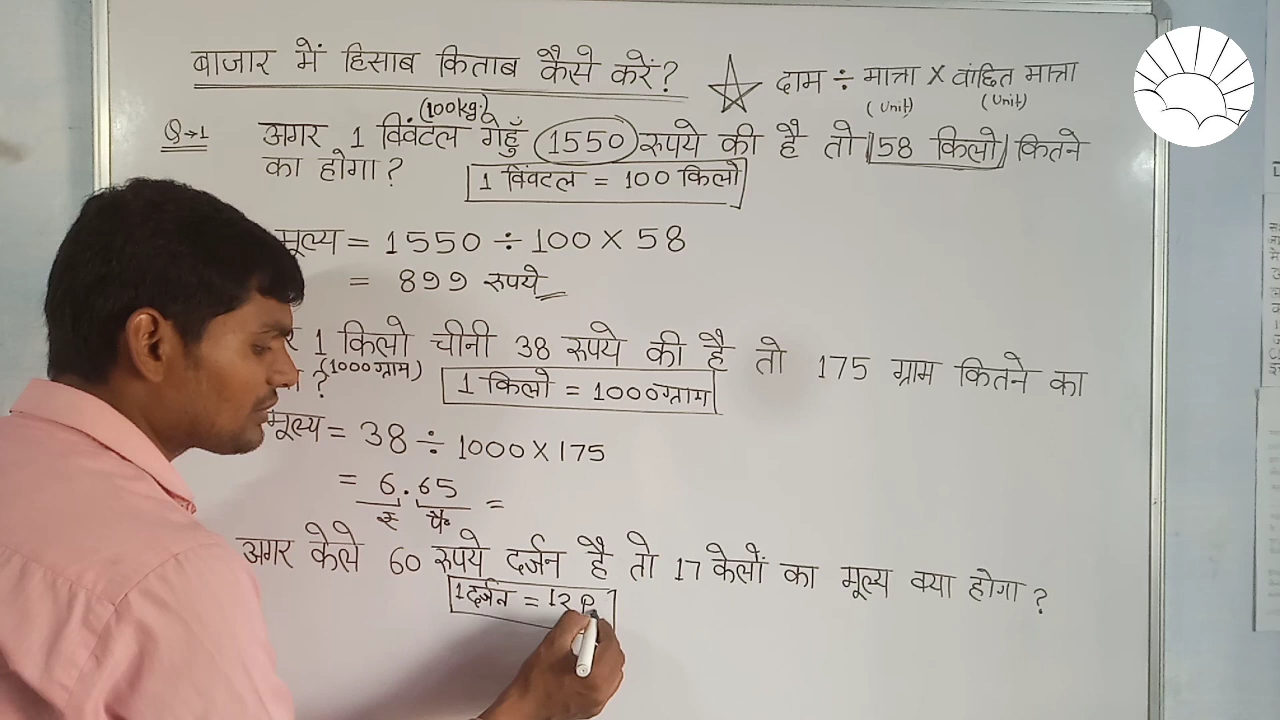 बाजार में हिसाब किताब कैसे करें?
दाम ÷ मात्रा × वांछित मात्रा
(Unit) (Unit)
(100kg.)
Q→1 अगर 1 क्विंटल गेहूँ 1550 रूपये की है तो 58 किलो कितने
का होगा?
1 क्विंटल = 100 किलो
मूल्य = 1550 ÷ 100 × 58
= 899 रूपये
1 किलो चीनी 38 रूपये की है तो 175 ग्राम कितने का
? (1000 ग्राम)
1 किलो = 1000 ग्राम
मूल्य = 38 ÷ 1000 × 175
= 6.65 =
रु पै०
अगर केले 60 रूपये दर्जन है तो 17 केलों का मूल्य क्या होगा?
1 दर्जन = 12 P